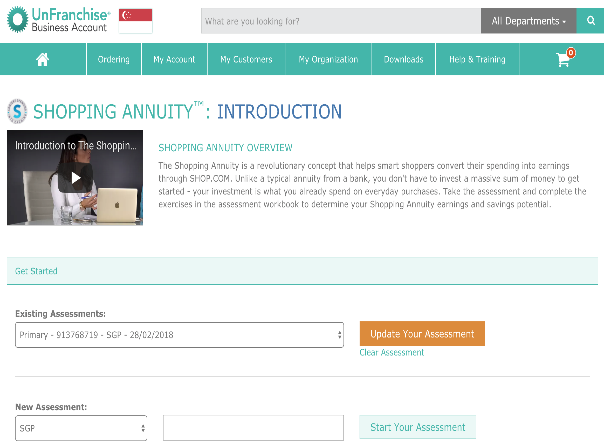 UnFranchise®
Business Account
What are you looking for?
All Departments
Ordering
My Account
My Customers
My Organization
Downloads
Help & Training
0
SHOPPING ANNUITY™: INTRODUCTION
Introduction to The Shoppin...
SHOPPING ANNUITY OVERVIEW
The Shopping Annuity is a revolutionary concept that helps smart shoppers convert their spending into earnings
through SHOP.COM. Unlike a typical annuity from a bank, you don't have to invest a massive sum of money to get
started - your investment is what you already spend on everyday purchases. Take the assessment and complete the
exercises in the assessment workbook to determine your Shopping Annuity earnings and savings potential.
Get Started
Existing Assessments:
Primary - 913768719 - SGP - 28/02/2018
Update Your Assessment
Clear Assessment
New Assessment:
SGP
Start Your Assessment